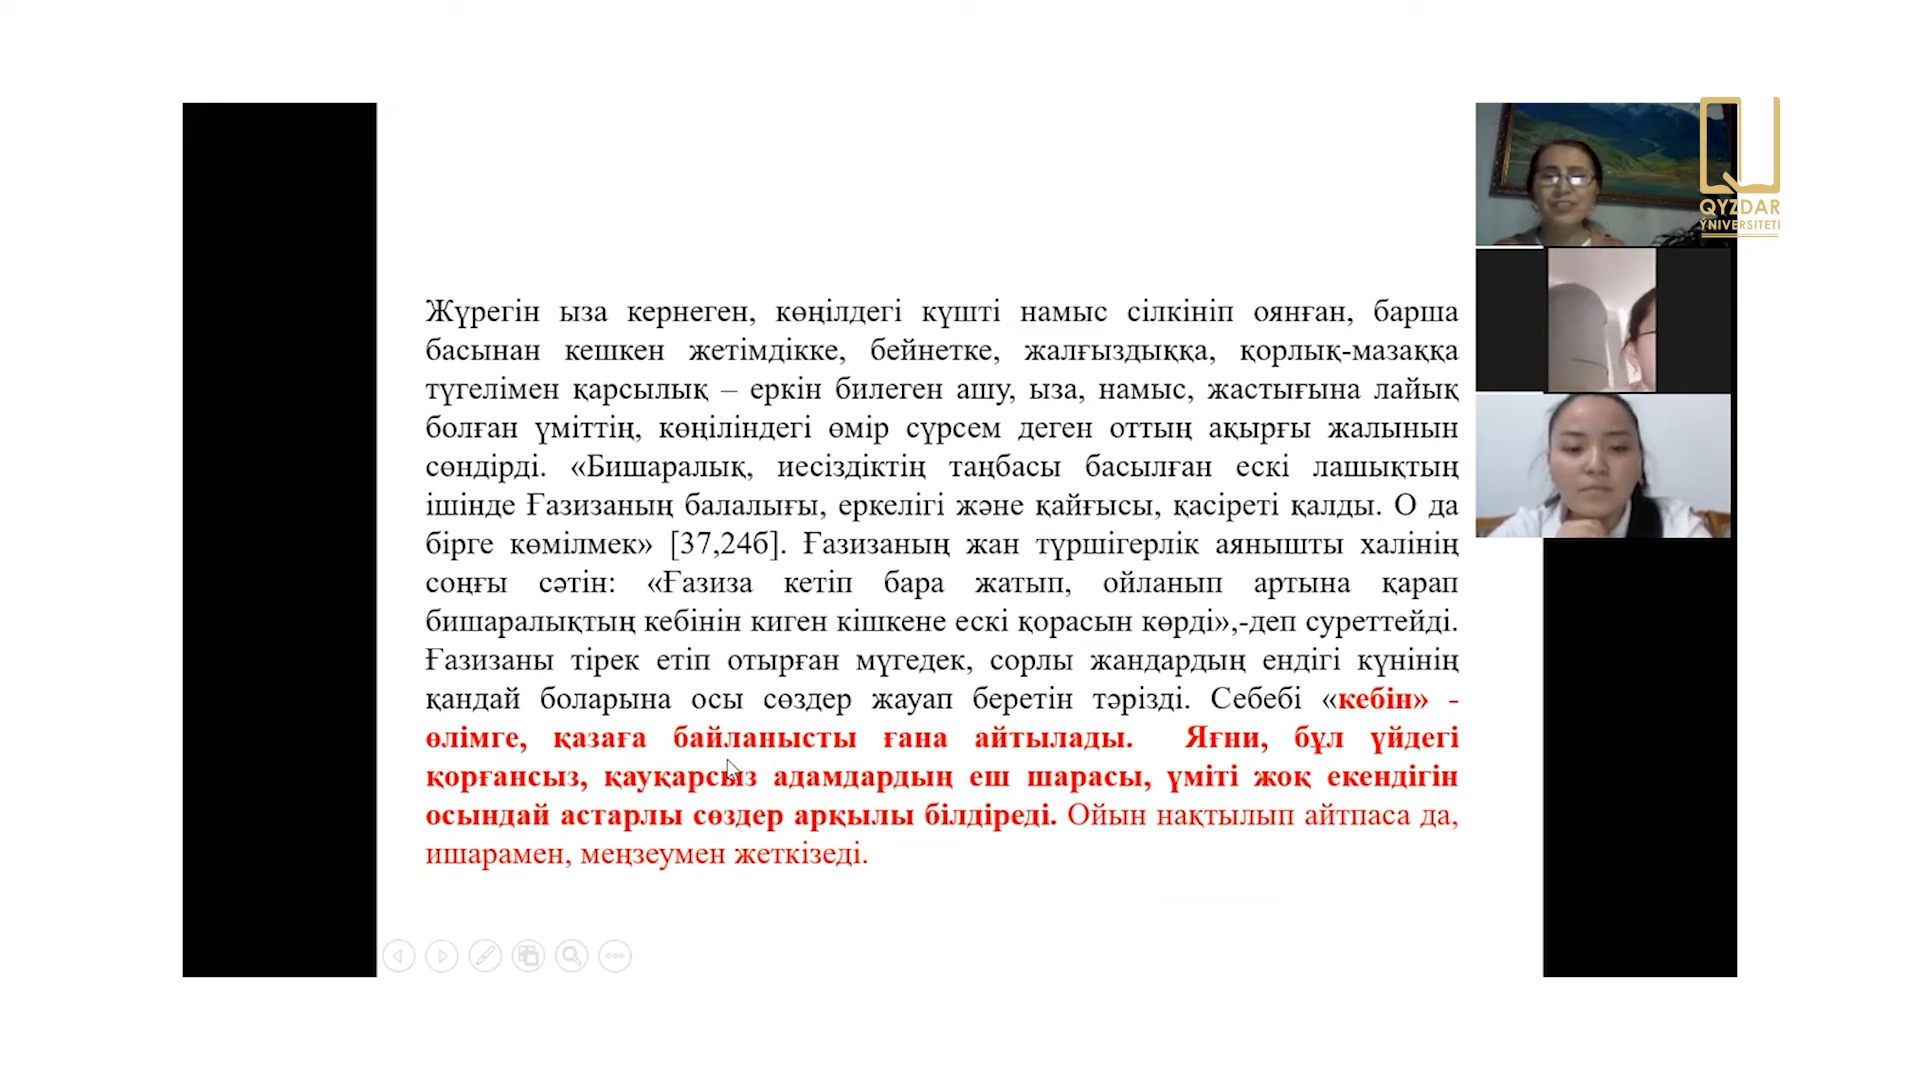 Жүрегін ыза кернеген, көңілдегі күшті намыс сілкініп оянған, барша
басынан кешкен жетімдікке, бейнетке, жалғыздыққа, қорлық-мазаққа
түгелімен қарсылық – еркін билеген ашу, ыза, намыс, жастығына лайық
болған үміттің, көңіліндегі өмір сүрсем деген оттың ақырғы жалынын
сөндірді. «Бишаралық, иесіздіктің таңбасы басылған ескі лашықтың
ішінде Ғазизаның балалығы, еркелігі және қайғысы, қасіреті қалды. О да
бірге көмілмек» [37,24б]. Ғазизаның жан түршігерлік аянышты халінің
соңғы сәтін: «Ғазиза кетіп бара жатып, ойланып артына қарап
бишаралықтың кебінін киген кішкене ескі қорасын көрді»,-деп суреттейді.
Ғазизаны тірек етіп отырған мүгедек, сорлы жандардың ендігі күнінің
қандай боларына осы сөздер жауап беретін тәрізді. Себебі «кебін» -
өлімге, қазаға байланысты ғана айтылады. Яғни, бұл үйдегі
қорғансыз, қауқарсыз адамдардың еш шарасы, үміті жоқ екендігін
осындай астарлы сөздер арқылы білдіреді. Ойын нақтылып айтпаса да,
ишарамен, меңзеумен жеткізеді.
QYZDAR
ÝNIVERSITETI